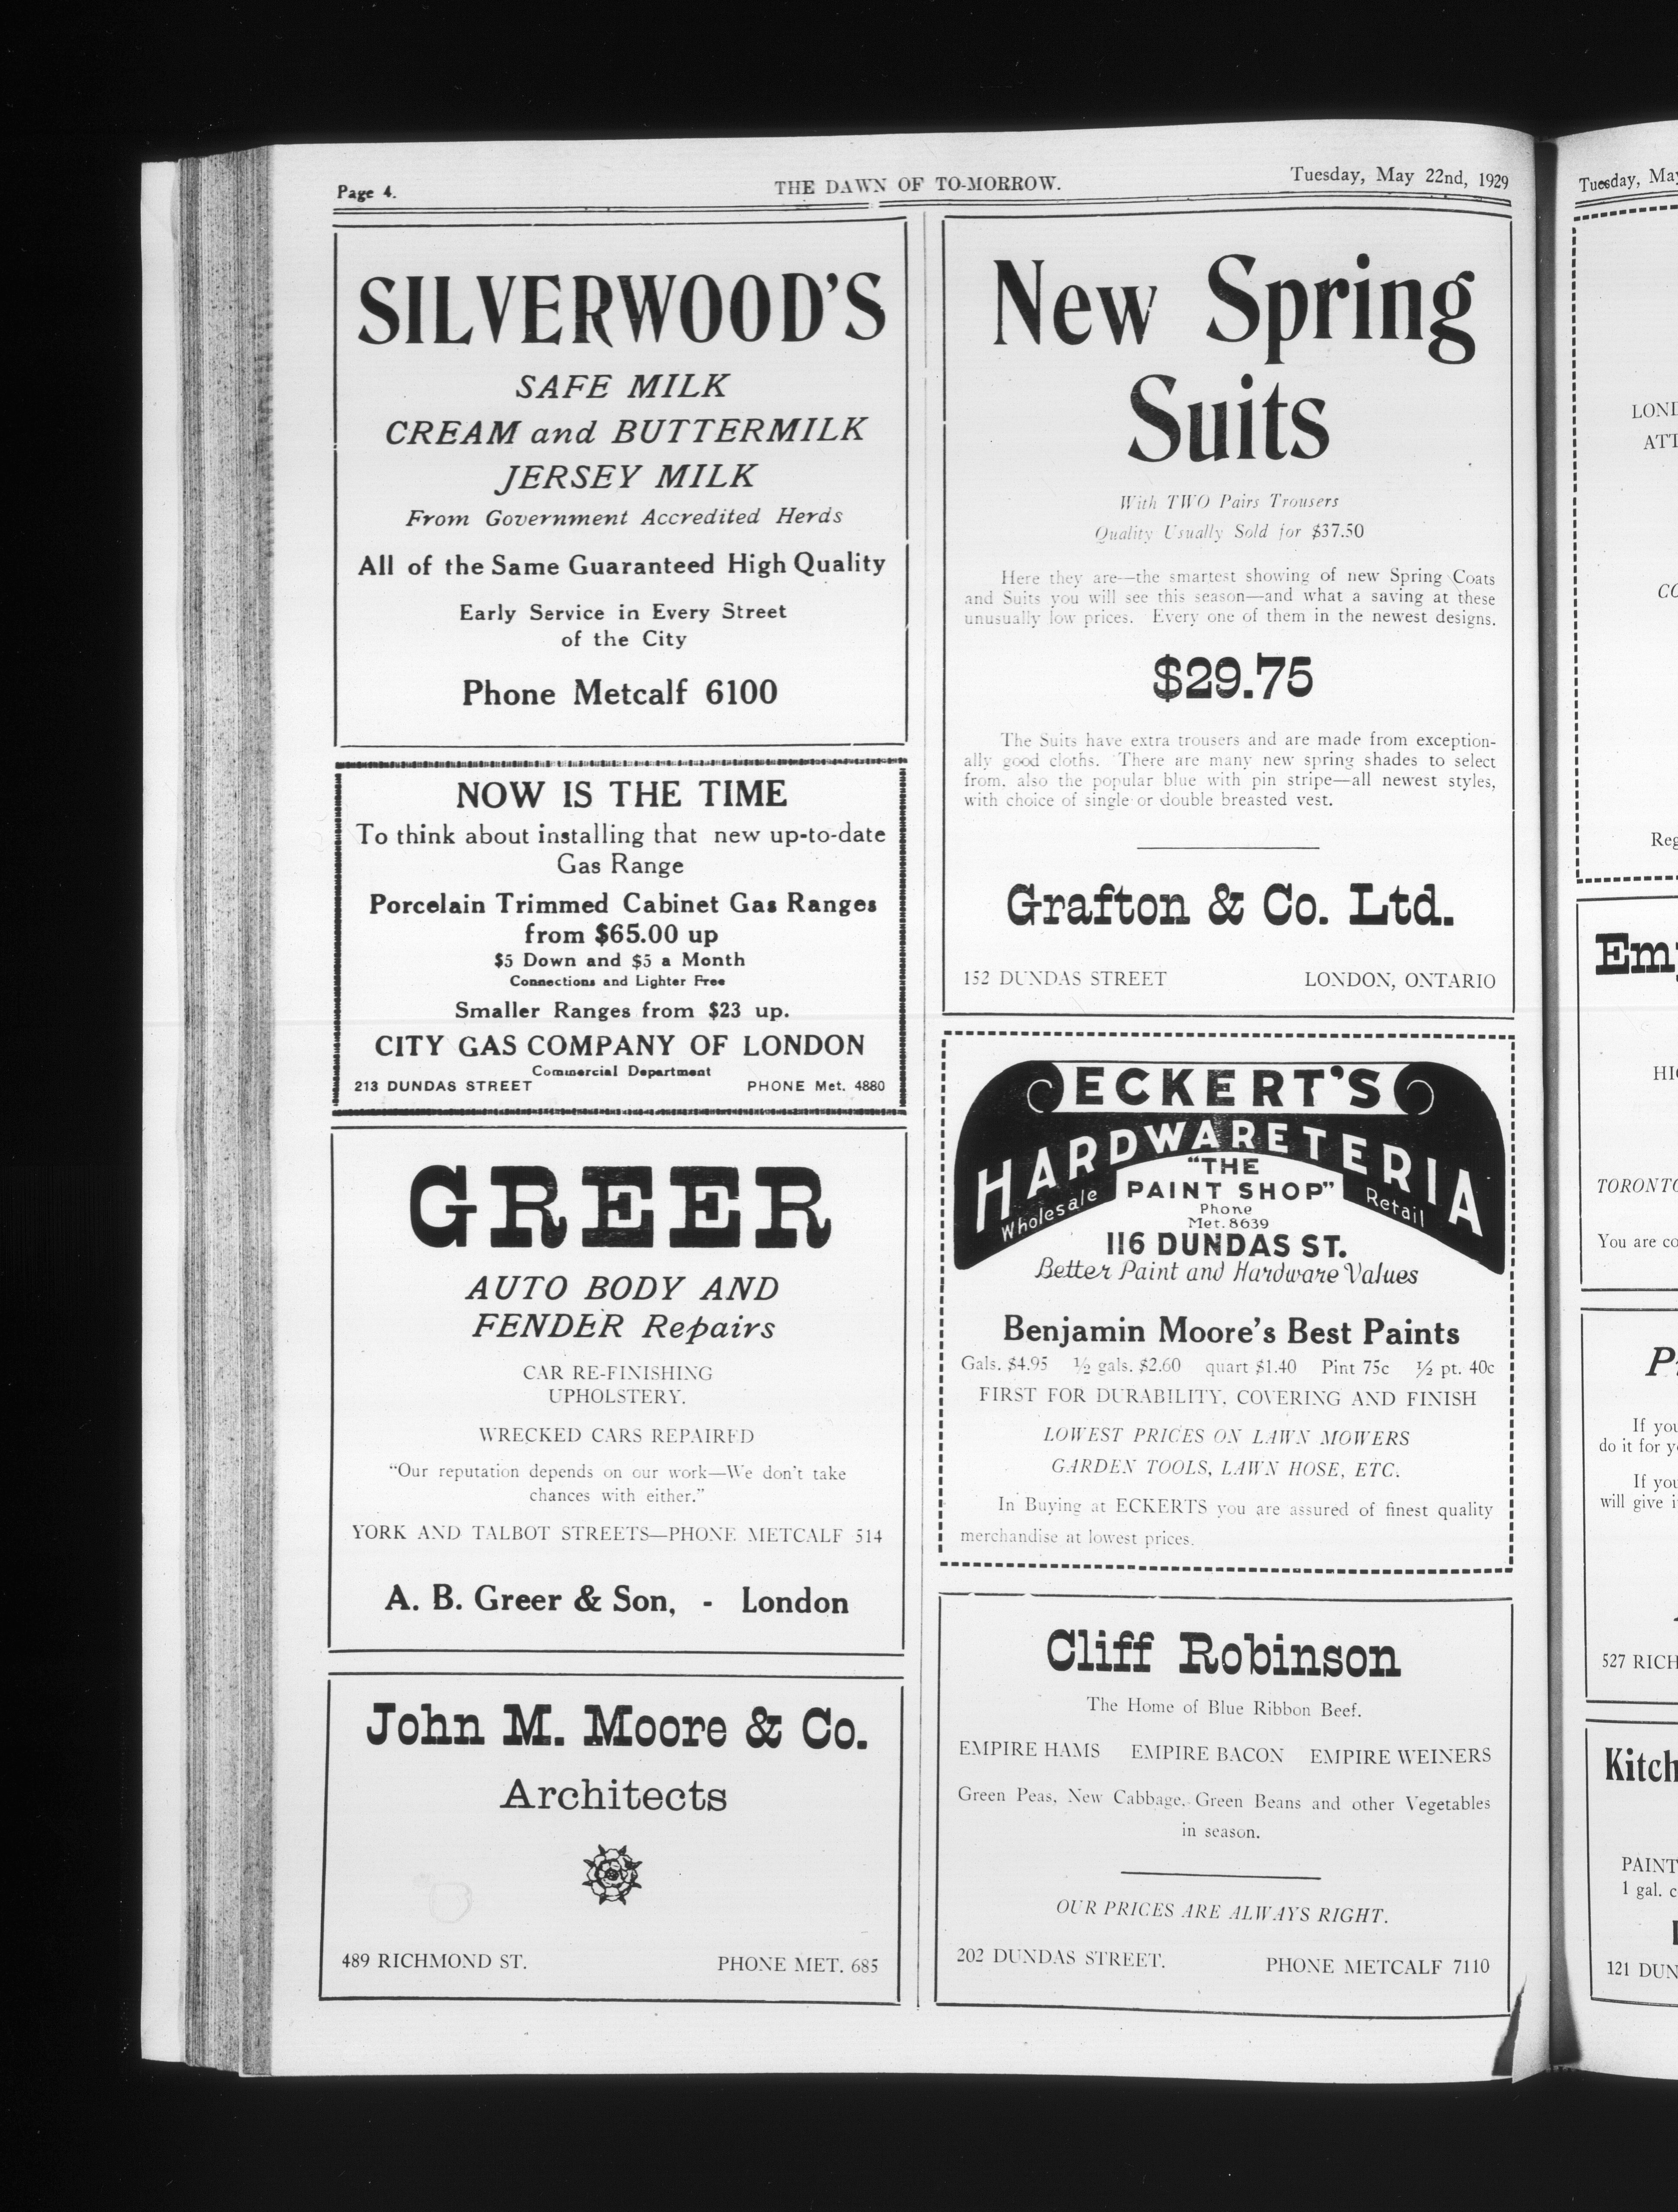 Page 4.
THE DAWN OF TO-MORROW.
Tuesday, May 22nd, 1929
SILVERWOOD'S
SAFE MILK
CREAM and BUTTERMILK
JERSEY MILK
From Government Accredited Herds
All of the Same Guaranteed High Quality
Early Service in Every Street
of the City
Phone Metcalf 6100
NOW IS THE TIME
To think about installing that new up-to-date
Gas Range
Porcelain Trimmed Cabinet Gas Ranges
from $65.00 up
$5 Down and $5 a Month
Connections and Lighter Free
Smaller Ranges from $23 up.
CITY GAS COMPANY OF LONDON
Commercial Department
213 DUNDAS STREET PHONE Met. 4880
GREER
AUTO BODY AND
FENDER Repairs
CAR RE-FINISHING
UPHOLSTERY.
WRECKED CARS REPAIRED
"Our reputation depends on our work—We don't take
chances with either."
YORK AND TALBOT STREETS—PHONE METCALF 514
A. B. Greer & Son, - London
John M. Moore & Co.
Architects
489 RICHMOND ST. PHONE MET. 685
New Spring
Suits
With TWO Pairs Trousers
Quality Usually Sold for $37.50
Here they are—the smartest showing of new Spring Coats
and Suits you will see this season—and what a saving at these
unusually low prices. Every one of them in the newest designs.
$29.75
The Suits have extra trousers and are made from exception-
ally good cloths. There are many new spring shades to select
from, also the popular blue with pin stripe—all newest styles,
with choice of single or double breasted vest.
Grafton & Co. Ltd.
152 DUNDAS STREET LONDON, ONTARIO
ECKERT'S
HARDWARETERIA
"THE
PAINT SHOP"
Wholesale
Retail
Phone
Met. 8639
116 DUNDAS ST.
Better Paint and Hardware Values
Benjamin Moore's Best Paints
Gals. $4.95 ½ gals. $2.60 quart $1.40 Pint 75c ½ pt. 40c
FIRST FOR DURABILITY, COVERING AND FINISH
LOWEST PRICES ON LAWN MOWERS
GARDEN TOOLS, LAWN HOSE, ETC.
In Buying at ECKERTS you are assured of finest quality
merchandise at lowest prices.
Cliff Robinson
The Home of Blue Ribbon Beef.
EMPIRE HAMS EMPIRE BACON EMPIRE WEINERS
Green Peas, New Cabbage, Green Beans and other Vegetables
in season.
OUR PRICES ARE ALWAYS RIGHT.
202 DUNDAS STREET. PHONE METCALF 7110
Tuesday,
You are
If you
do it for
If you
will give
527
PAINT
1 gal.
121